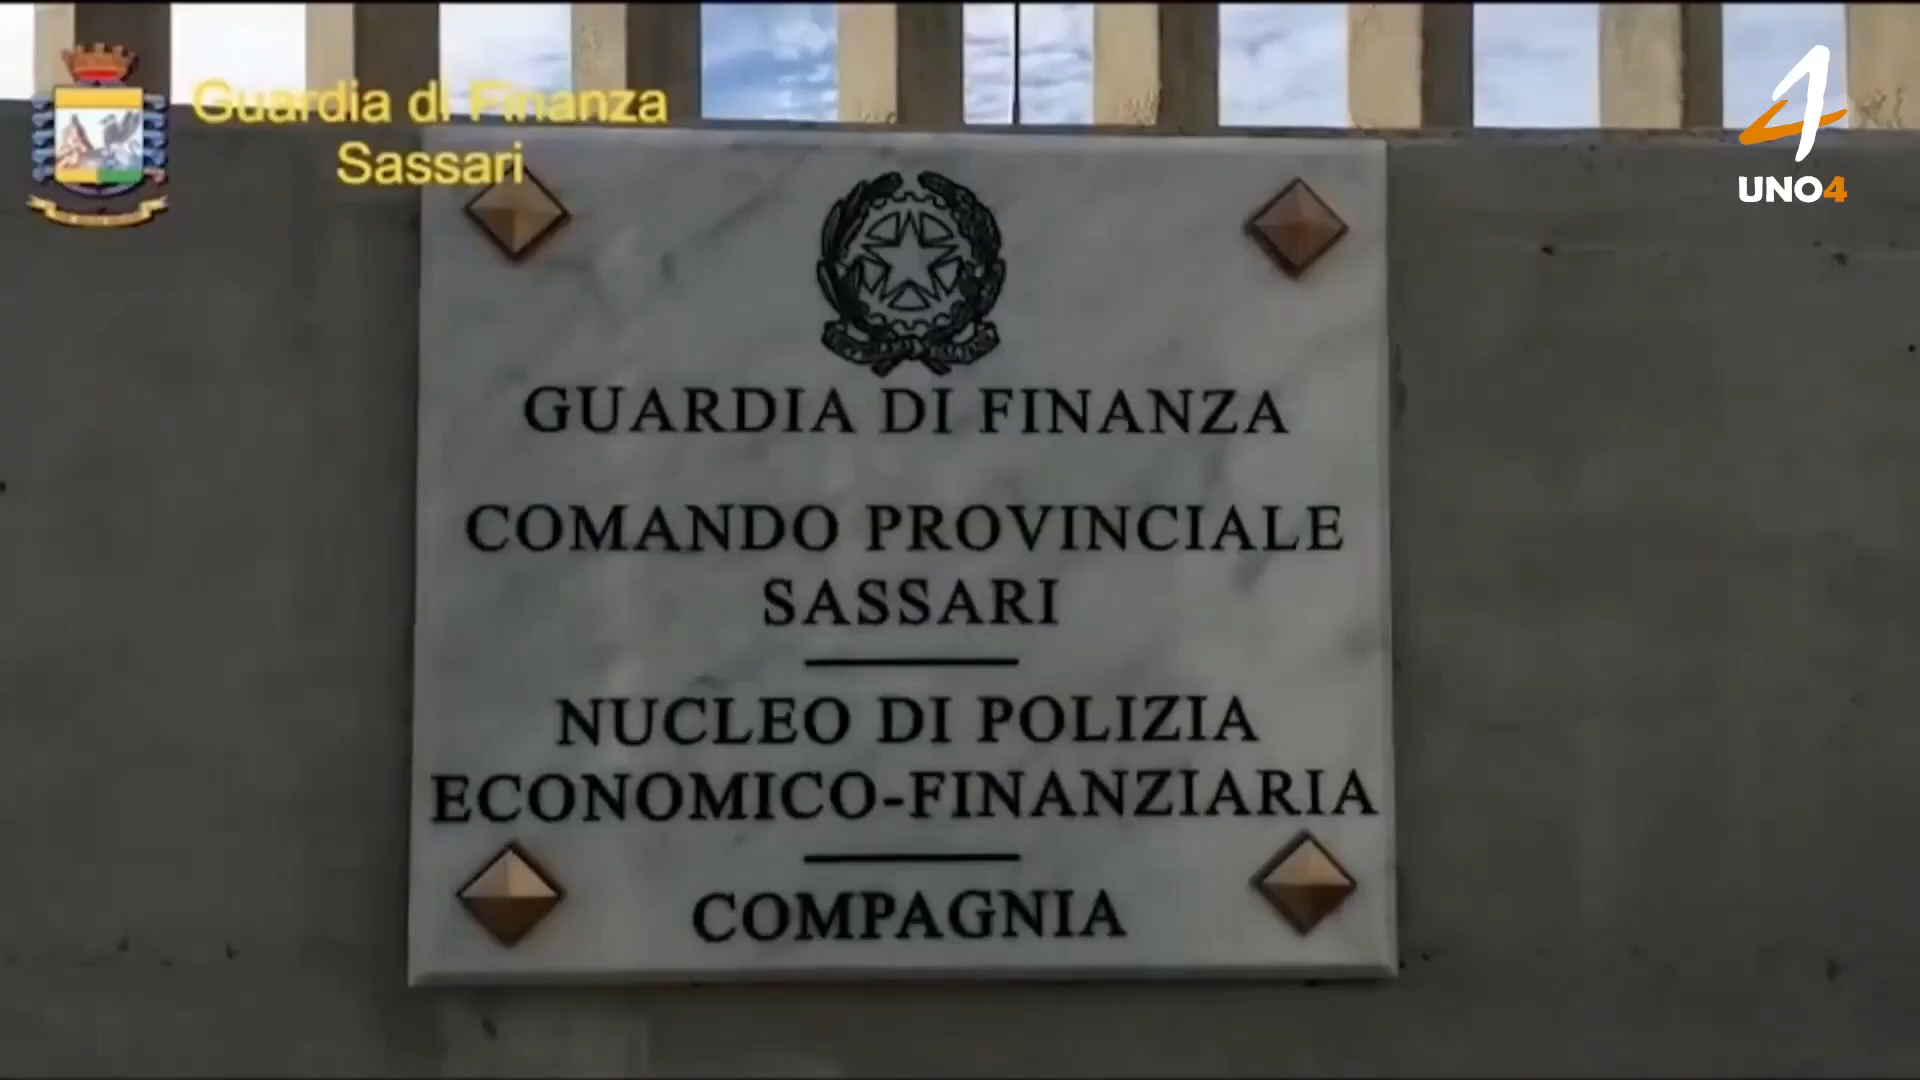 Guardia di Finanza
Sassari
UNO4
GUARDIA DI FINANZA
COMANDO PROVINCIALE
SASSARI
NUCLEO DI POLIZIA
ECONOMICO-FINANZIARIA
COMPAGNIA